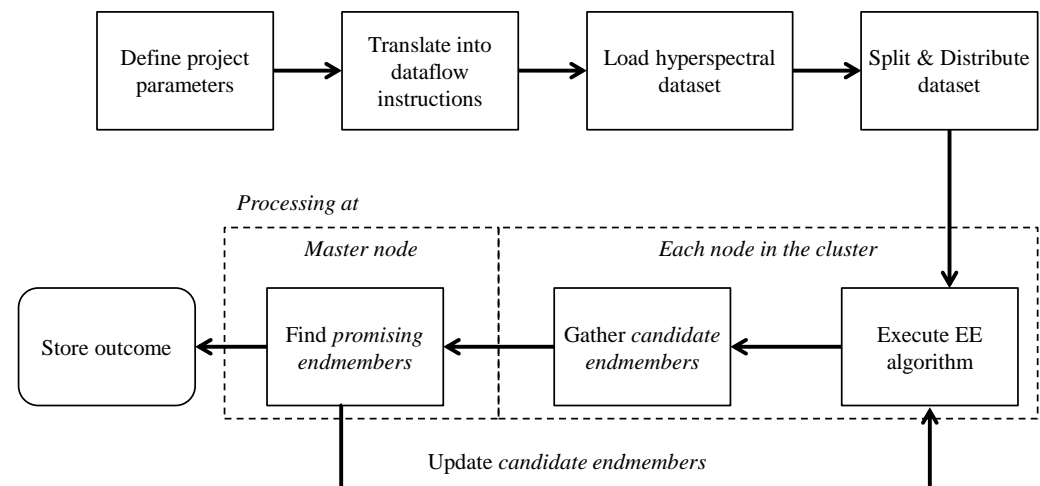 Define project
parameters
Translate into
dataflow
instructions
Load hyperspectral
dataset
Split & Distribute
dataset
Processing at
Master node
Each node in the cluster
Store outcome
Find promising
endmembers
Gather candidate
endmembers
Execute EE
algorithm
Update candidate endmembers